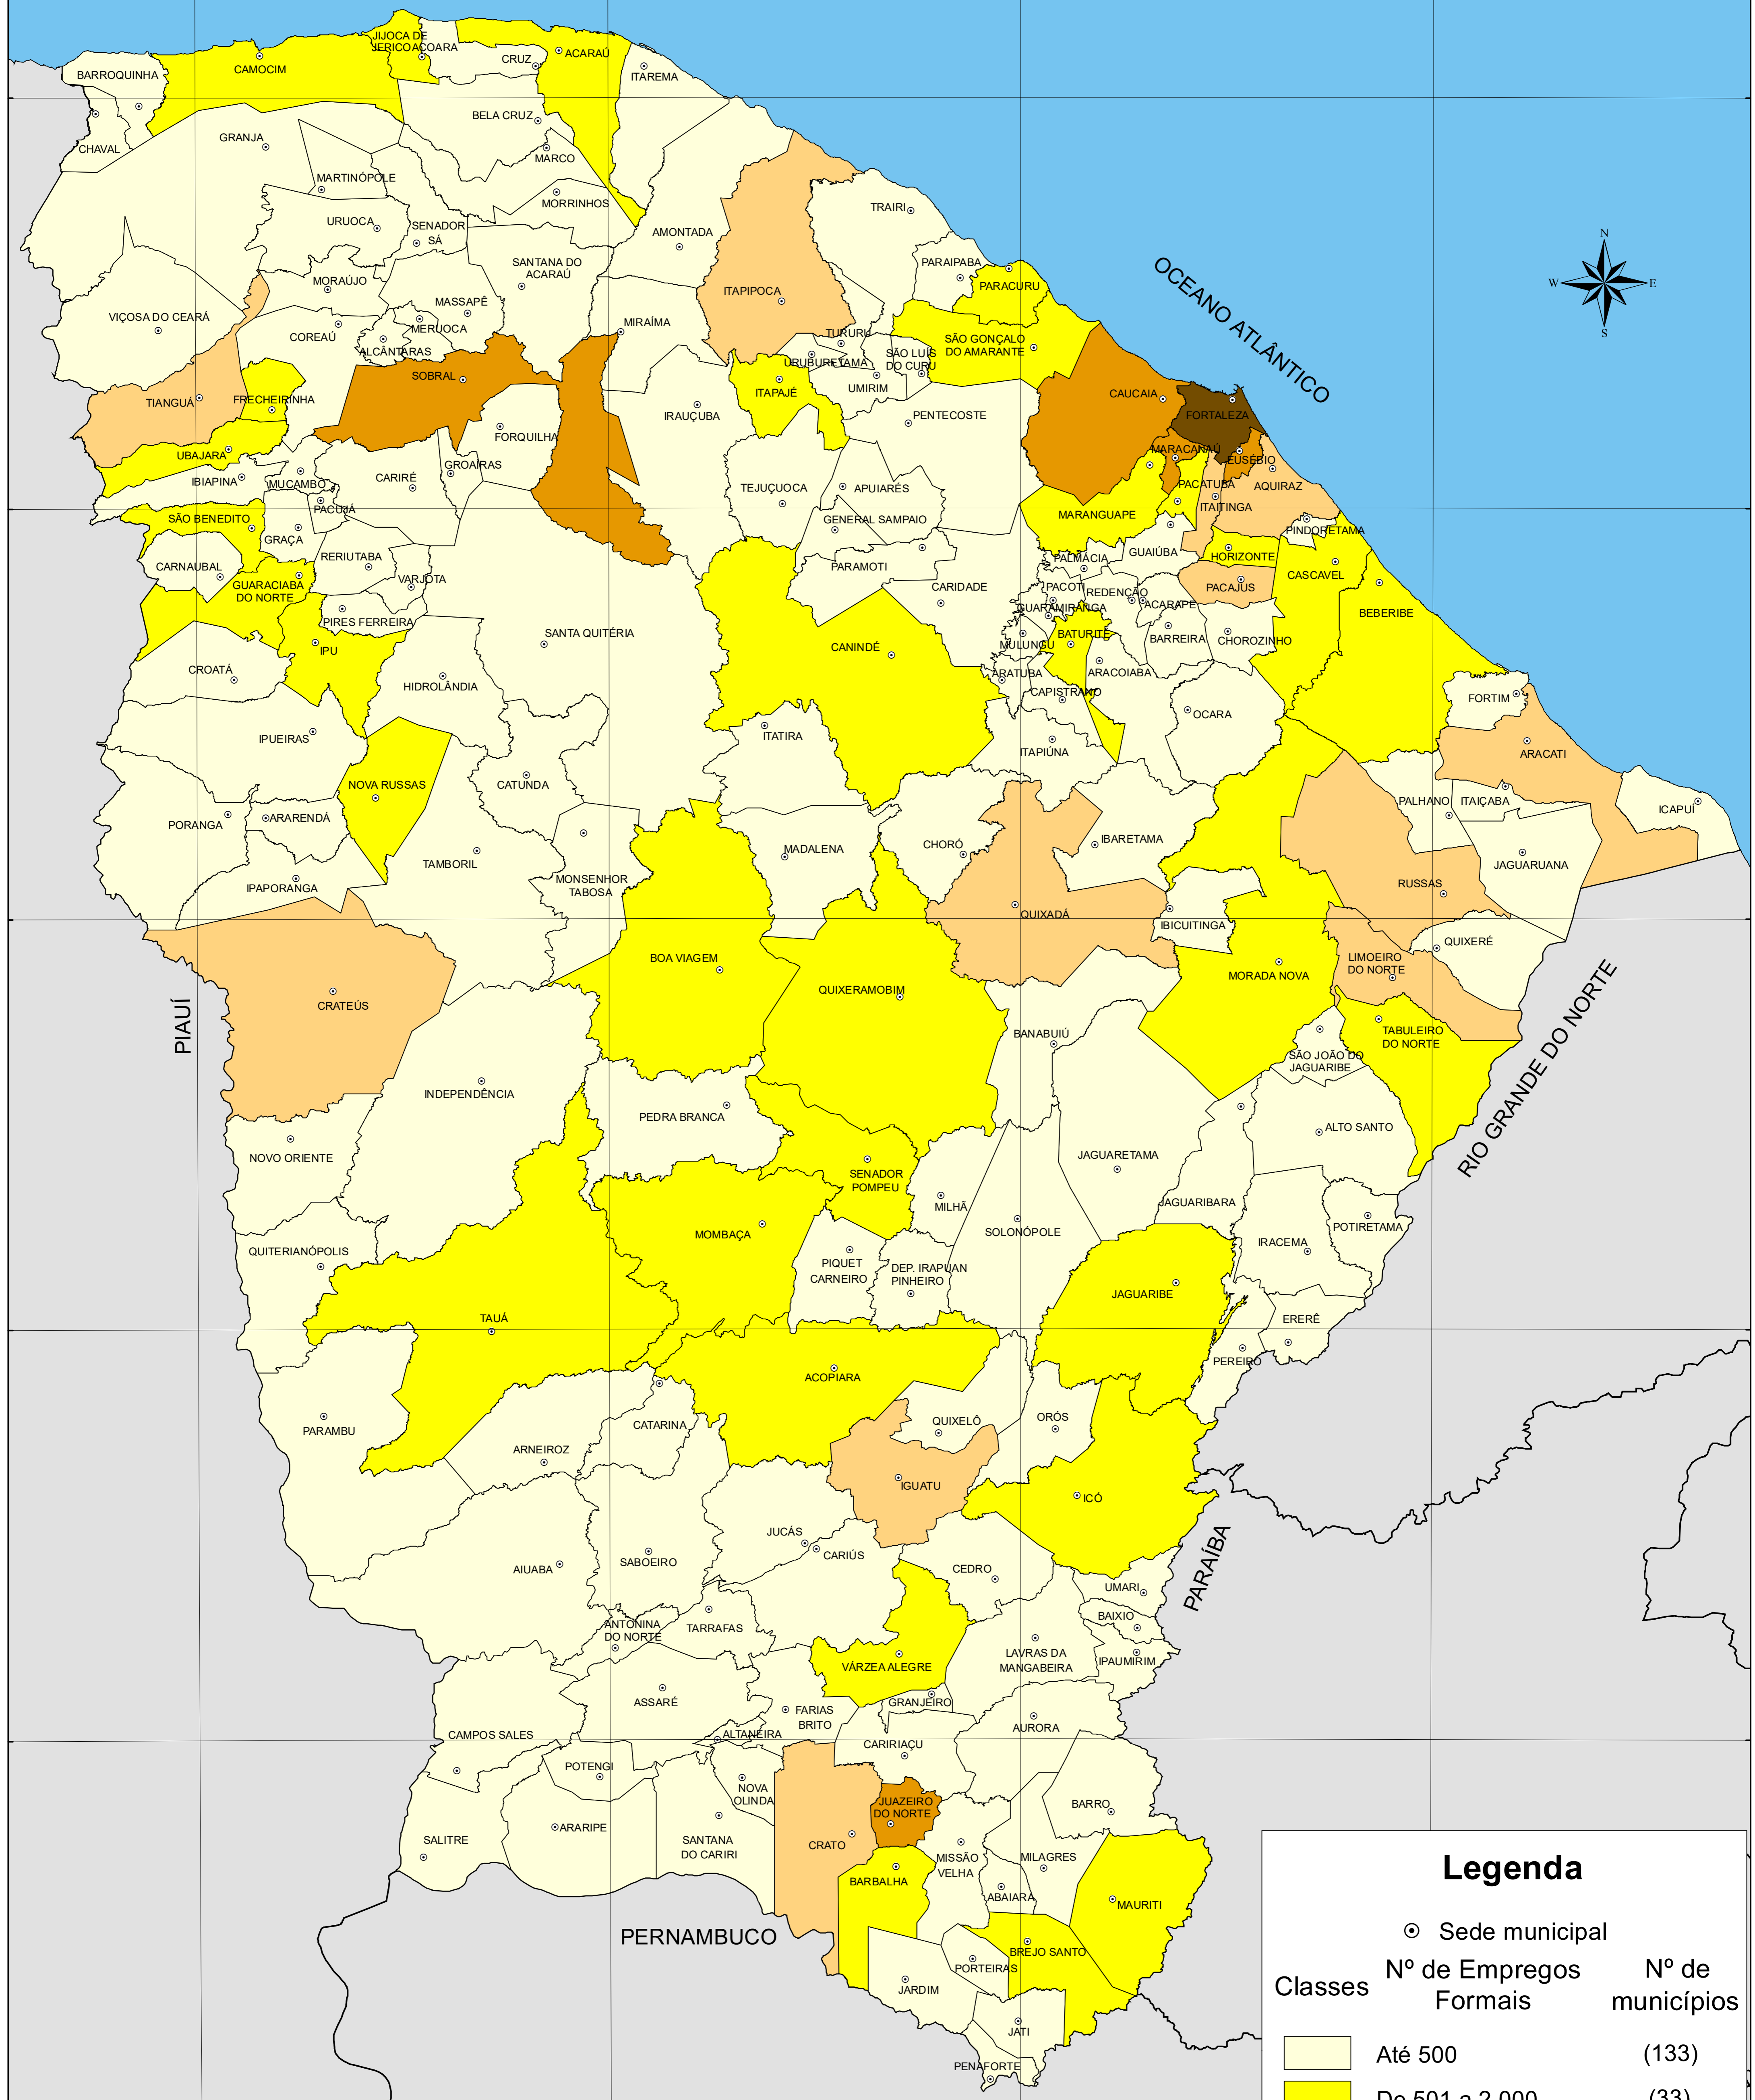 JIJOCA DE
JERICOACOARA
CRUZ
ACARAÚ
ITAREMA
CAMOCIM
BARROQUINHA
CHAVAL
BELA CRUZ
GRANJA
MARCO
MARTINÓPOLE
MORRINHOS
URUOCA
SENADOR
SÁ
AMONTADA
TRAIRI
N
W
E
S
SANTANA DO
ACARAÚ
MORAÚJO
PARAIPABA
PARACURU
ITAPIPOCA
OCEANO ATLÂNTICO
MASSAPÊ
VIÇOSA DO CEARÁ
MIRAÍMA
MERUOCA
COREAÚ
ALCÂNTARAS
TURURU
SÃO GONÇALO
DO AMARANTE
SÃO LUÍS
DO CURU
URUBURETAMA
UMIRIM
SOBRAL
ITAPAJÉ
CAUCAIA
TIANGUÁ
FRECHEIRINHA
IRAUÇUBA
PENTECOSTE
FORTALEZA
FORQUILHA
MARACANAÚ
UBAJARA
EUSÉBIO
GROAÍRAS
IBIAPINA
MUCAMBO
CARIRÉ
TEJUÇUOCA
APUIARÉS
PACATUBA
AQUIRAZ
PACUJÁ
ITAITINGA
SÃO BENEDITO
GENERAL SAMPAIO
MARANGUAPE
PINDORETAMA
GRAÇA
RERIUTABA
GUAIÚBA
HORIZONTE
CARNAUBAL
PARAMOTI
PALMÁCIA
CASCAVEL
VARJOTA
GUARACIABA
DO NORTE
CARIDADE
PACOTI
REDENÇÃO
PACAJUS
GUARAMIRANGA
ACARAPE
BEBERIBE
PIRES FERREIRA
BATURITÉ
BARREIRA
CHOROZINHO
SANTA QUITÉRIA
CANINDÉ
MULUNGU
IPU
CROATÁ
ARATUBA
ARACOIABA
HIDROLÂNDIA
CAPISTRANO
FORTIM
OCARA
IPUEIRAS
ITATIRA
ITAPIÚNA
ARACATI
NOVA RUSSAS
CATUNDA
PALHANO
ITAIÇABA
ICAPUÍ
PORANGA
ARARENDÁ
IBARETAMA
CHORÓ
MADALENA
TAMBORIL
JAGUARUANA
MONSENHOR
TABOSA
IPAPORANGA
RUSSAS
QUIXADÁ
IBICUITINGA
QUIXERÉ
BOA VIAGEM
LIMOEIRO
DO NORTE
MORADA NOVA
QUIXERAMOBIM
CRATEÚS
PIAUÍ
BANABUIÚ
TABULEIRO
DO NORTE
RIO GRANDE DO NORTE
SÃO JOÃO DO
JAGUARIBE
INDEPENDÊNCIA
PEDRA BRANCA
ALTO SANTO
NOVO ORIENTE
JAGUARETAMA
SENADOR
POMPEU
MILHÃ
JAGUARIBARA
POTIRETAMA
SOLONÓPOLE
MOMBAÇA
IRACEMA
QUITERIANÓPOLIS
PIQUET
CARNEIRO
DEP. IRAPUAN
PINHEIRO
JAGUARIBE
TAUÁ
ERERÊ
PEREIRO
ACOPIARA
PARAMBU
CATARINA
QUIXELÔ
ORÓS
ARNEIROZ
IGUATU
ICÓ
JUCÁS
CARIÚS
SABOEIRO
AIUABA
CEDRO
PARAÍBA
UMARI
BAIXIO
ANTONINA
DO NORTE
TARRAFAS
LAVRAS DA
MANGABEIRA
IPAUMIRIM
VÁRZEA ALEGRE
ASSARÉ
GRANJEIRO
FARIAS
BRITO
AURORA
CAMPOS SALES
ALTANEIRA
CARIRIAÇU
POTENGI
NOVA
OLINDA
JUAZEIRO
DO NORTE
BARRO
ARARIPE
SALITRE
SANTANA
DO CARIRI
CRATO
MISSÃO
VELHA
MILAGRES
BARBALHA
ABAIARA
MAURITI
PERNAMBUCO
BREJO SANTO
PORTEIRAS
JARDIM
JATI
PENAFORTE
Legenda
Sede municipal
Classes
Nº de Empregos
Formais
Nº de
municípios
Até 500
(133)
De 501 a 2.000
(33)